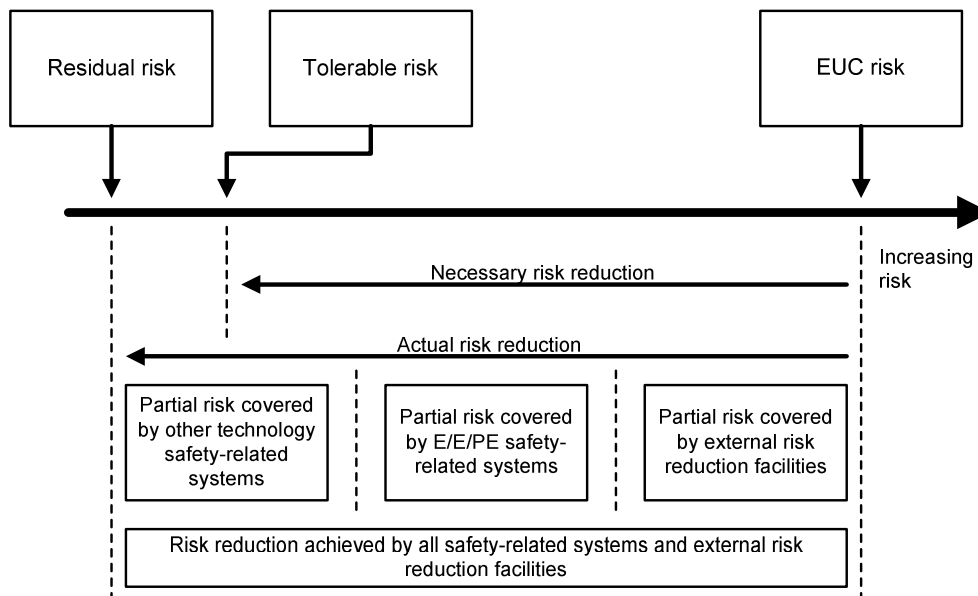 Residual risk
Tolerable risk
EUC risk
Increasing
risk
Necessary risk reduction
Actual risk reduction
Partial risk covered
by other technology
safety-related
systems
Partial risk covered
by E/E/PE safety-
related systems
Partial risk covered
by external risk
reduction facilities
Risk reduction achieved by all safety-related systems and external risk
reduction facilities